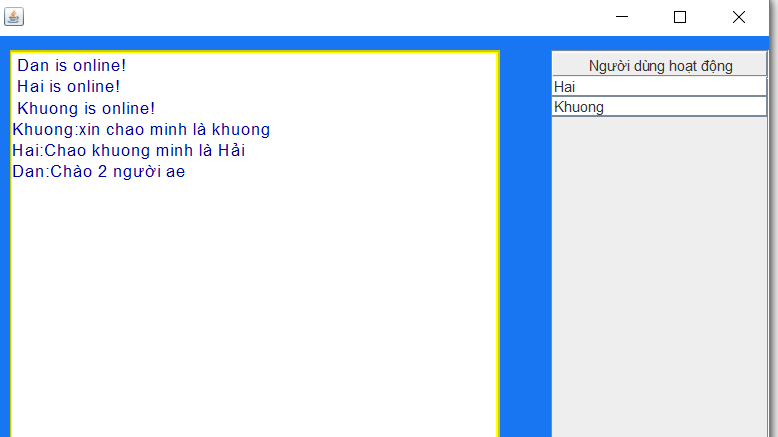 Dan is online!
Hai is online!
Khuong is online!
Khuong:xin chao minh là khuong
Hai:Chao khuong minh là Hải
Dan:Chào 2 người ae
Người dùng hoạt động
Hai
Khuong